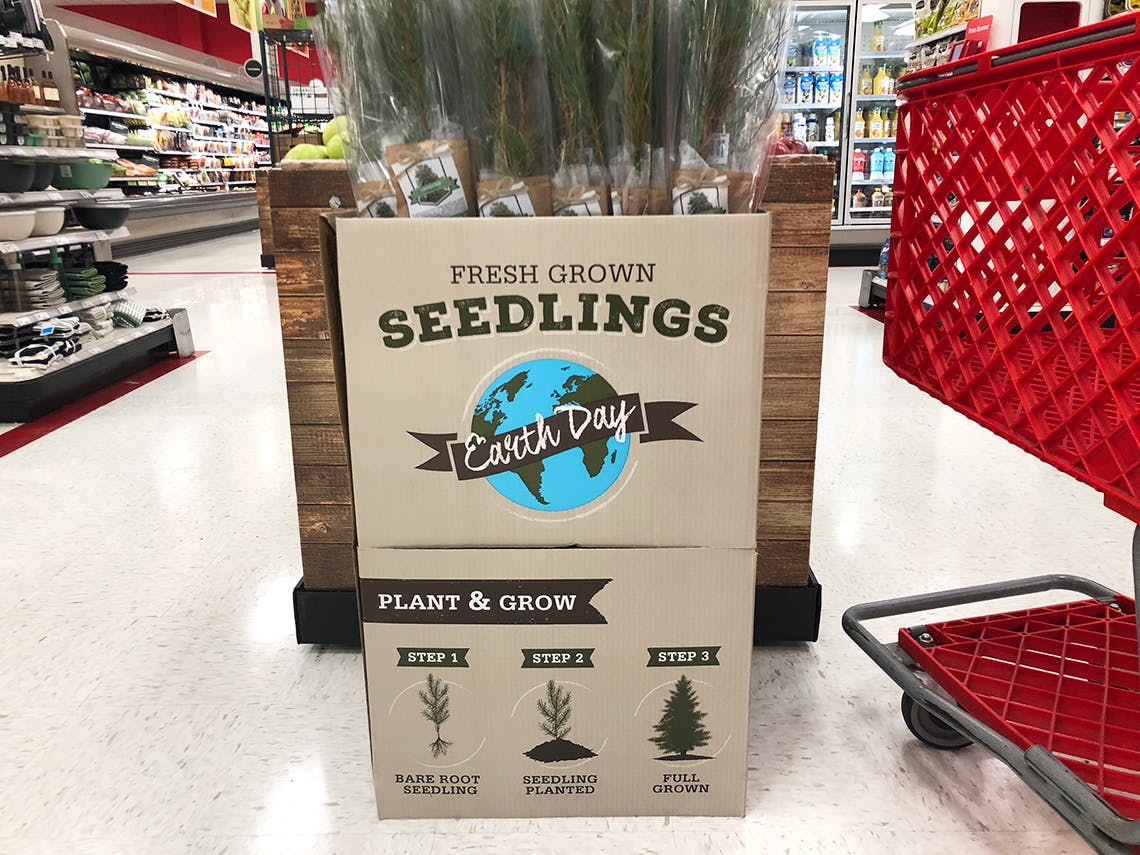 FRESH GROWN
SEEDLINGS
Earth Day
PLANT & GROW
STEP 1
STEP 2
STEP 3
BARE ROOT
SEEDLING
SEEDLING
PLANTED
FULL
GROWN